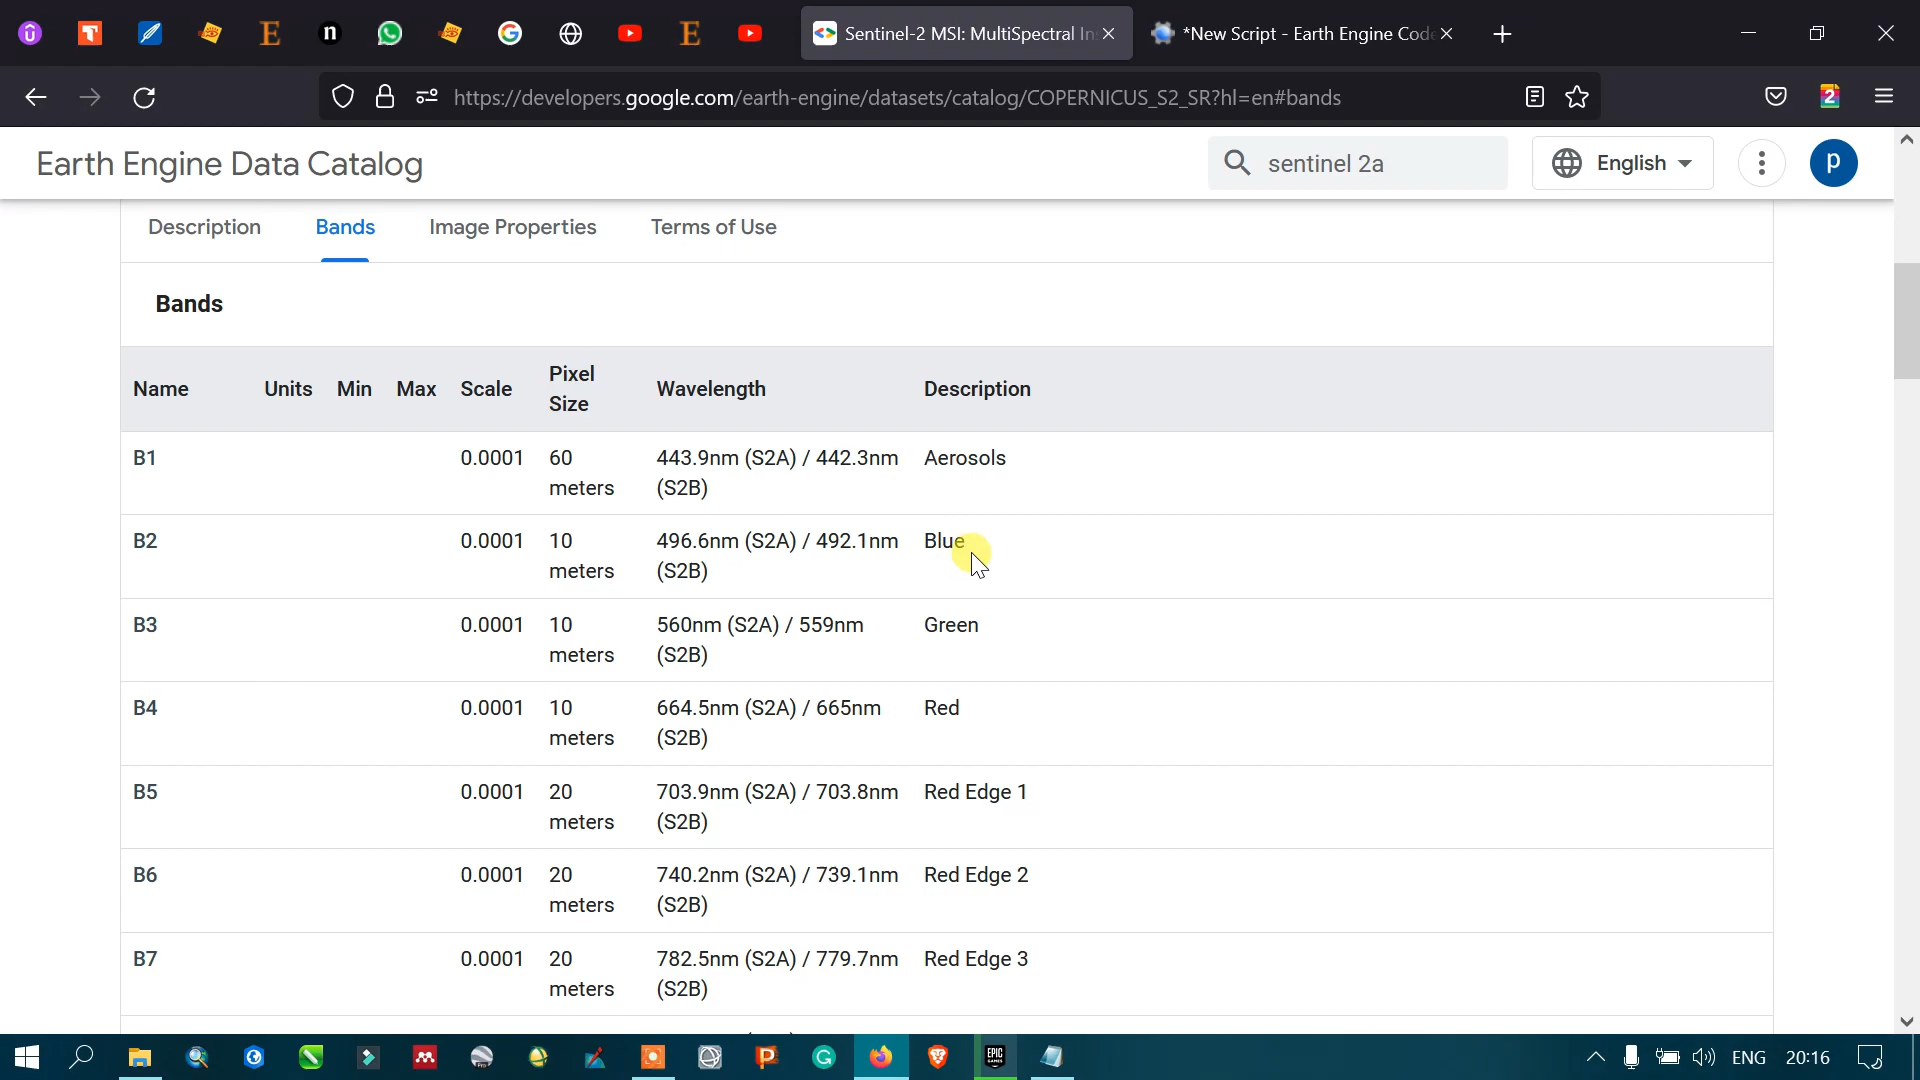 Sentinel-2 MSI: MultiSpectral In
*New Script - Earth Engine Code
https://developers.google.com/earth-engine/datasets/catalog/COPERNICUS_S2_SR?hl=en#bands
2
Earth Engine Data Catalog
sentinel 2a
English
p
Description Bands Image Properties Terms of Use
Bands
Name Units Min Max Scale Pixel Size Wavelength Description
B1 0.0001 60 443.9nm (S2A) / 442.3nm Aerosols
meters (S2B)
B2 0.0001 10 496.6nm (S2A) / 492.1nm Blue
meters (S2B)
B3 0.0001 10 560nm (S2A) / 559nm Green
meters (S2B)
B4 0.0001 10 664.5nm (S2A) / 665nm Red
meters (S2B)
B5 0.0001 20 703.9nm (S2A) / 703.8nm Red Edge 1
meters (S2B)
B6 0.0001 20 740.2nm (S2A) / 739.1nm Red Edge 2
meters (S2B)
B7 0.0001 20 782.5nm (S2A) / 779.7nm Red Edge 3
meters (S2B)
ENG 20:16